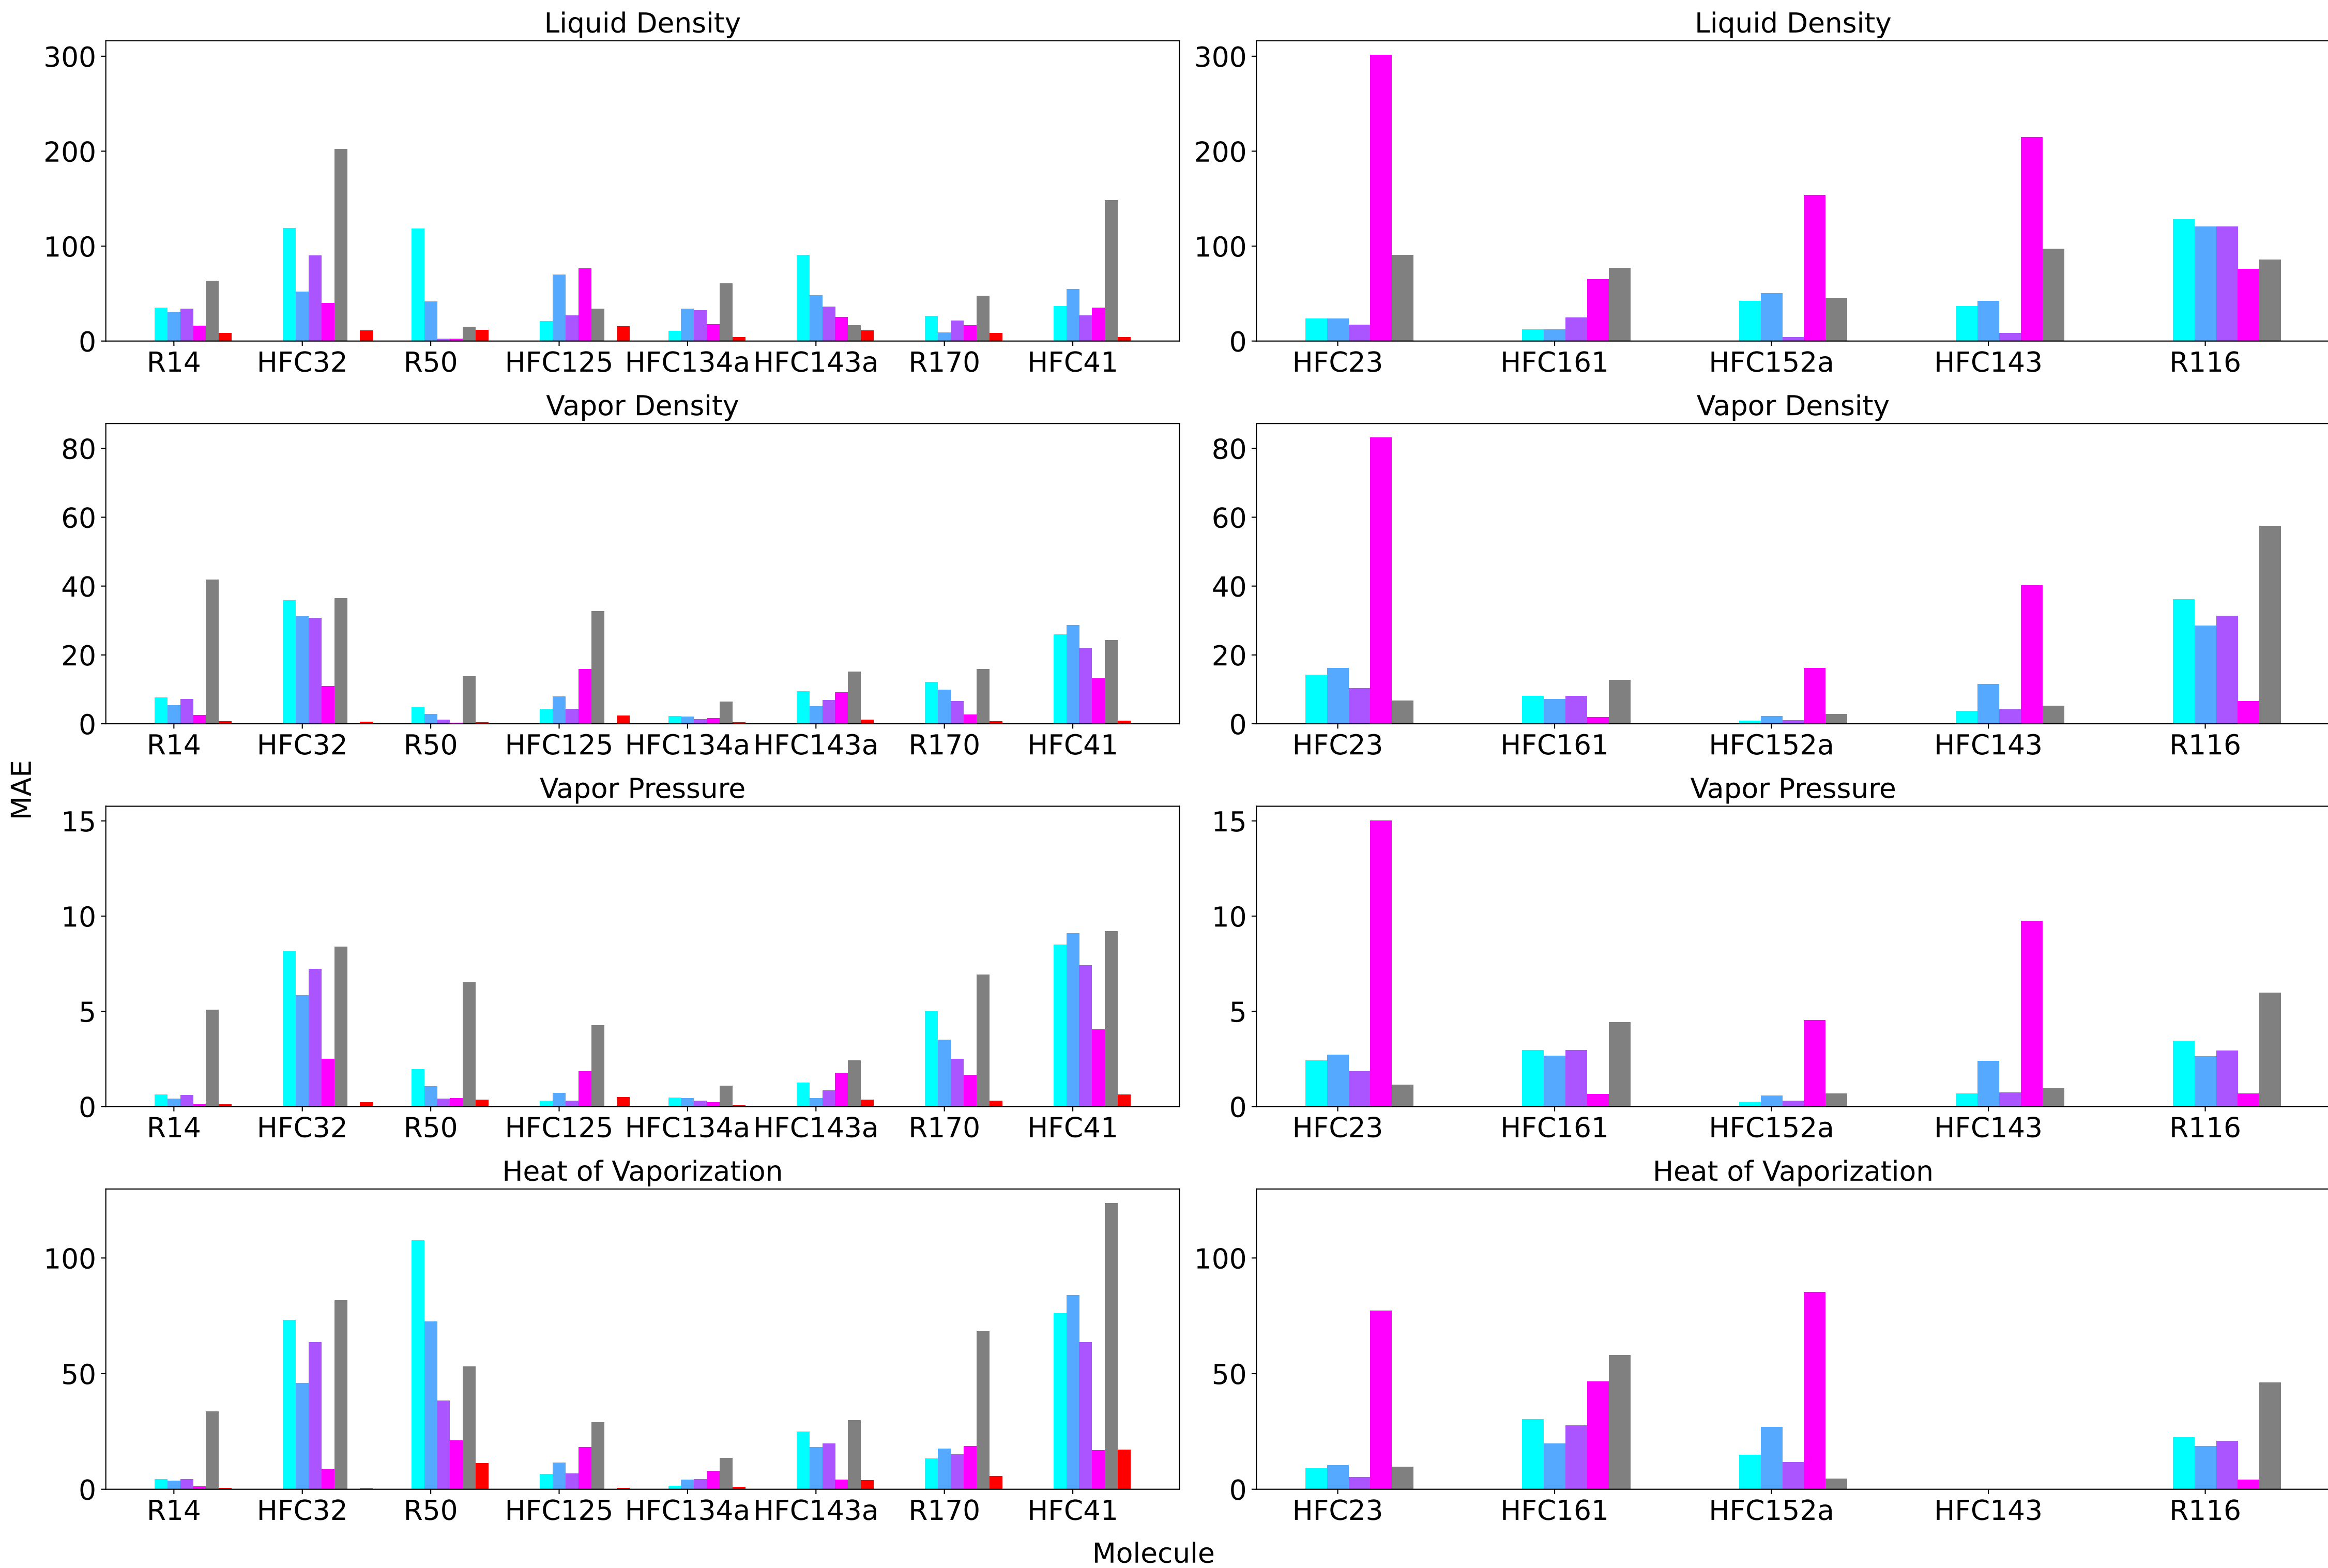 Liquid Density
Liquid Density
300
200
100
0
R14 HFC32 R50 HFC125 HFC134a HFC143a R170 HFC41
300
200
100
0
HFC23 HFC161 HFC152a HFC143 R116
Vapor Density
Vapor Density
80
60
40
20
0
R14 HFC32 R50 HFC125 HFC134a HFC143a R170 HFC41
80
60
40
20
0
HFC23 HFC161 HFC152a HFC143 R116
MAE
Vapor Pressure
Vapor Pressure
15
10
5
0
R14 HFC32 R50 HFC125 HFC134a HFC143a R170 HFC41
15
10
5
0
HFC23 HFC161 HFC152a HFC143 R116
Heat of Vaporization
Heat of Vaporization
100
50
0
R14 HFC32 R50 HFC125 HFC134a HFC143a R170 HFC41
100
50
0
HFC23 HFC161 HFC152a HFC143 R116
Molecule